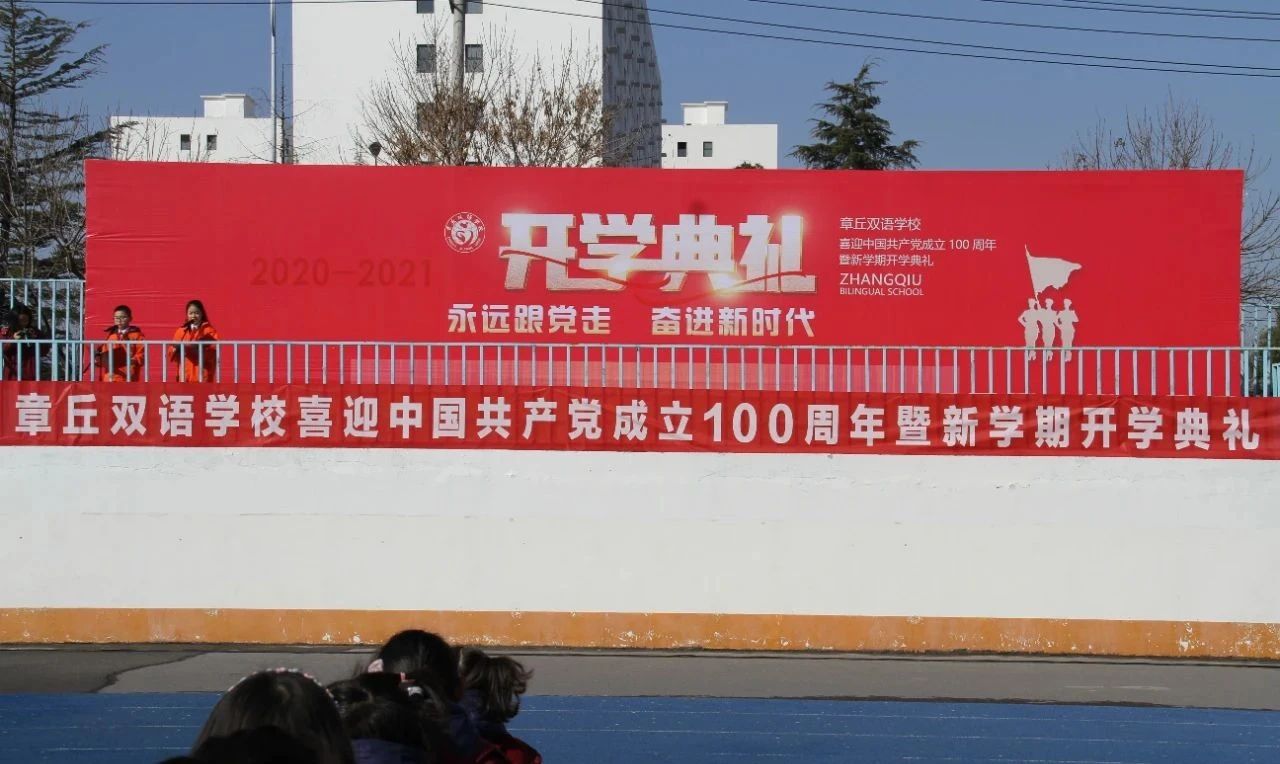 2020-2021
开学典礼
永远跟党走 奋进新时代
章丘双语学校
喜迎中国共产党成立 100 周年
暨新学期开学典礼
ZHANGQIU
BILINGUAL SCHOOL
章丘双语学校喜迎中国共产党成立100周年暨新学期开学典礼